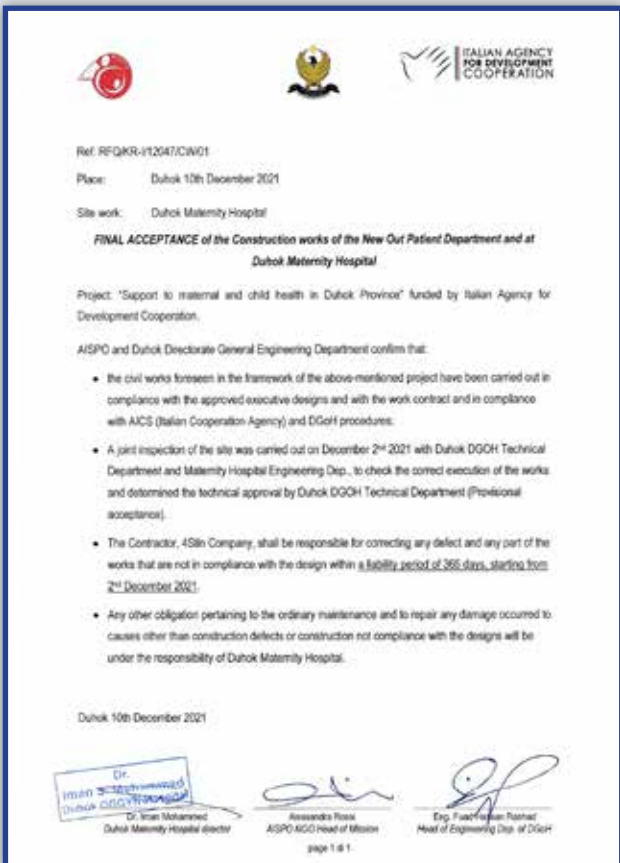 ITALIAN AGENCY
FOR DEVELOPMENT
COOPERATION
Ref: RFQ/KR-I/12047/CW/01
Place: Duhok 10th December 2021
Site work: Duhok Maternity Hospital
FINAL ACCEPTANCE of the Construction works of the New Out Patient Department and at
Duhok Maternity Hospital
Project: "Support to maternal and child health in Duhok Province" funded by Italian Agency for
Development Cooperation.
AISPO and Duhok Directorate General Engineering Department confirm that:
• the civil works foreseen in the framework of the above-mentioned project have been carried out in
compliance with the approved executive designs and with the work contract and in compliance
with AICS (Italian Cooperation Agency) and DGoH procedures;
• A joint inspection of the site was carried out on December 2nd 2021 with Duhok DGOH Technical
Department and Maternity Hospital Engineering Dep., to check the correct execution of the works
and determined the technical approval by Duhok DGOH Technical Department (Provisional
acceptance).
• The Contractor, 4Stin Company, shall be responsible for correcting any defect and any part of the
works that are not in compliance with the design within a liability period of 365 days, starting from
2nd December 2021.
• Any other obligation pertaining to the ordinary maintenance and to repair any damage occurred to
causes other than construction defects or construction not compliance with the designs will be
under the responsibility of Duhok Maternity Hospital.
Duhok 10th December 2021
Dr.
Iman S. Mohammed
Duhok OBGYN Hospital
Dr. Iman Mohammed
Duhok Maternity Hospital director
Alessandra Rossi
AISPO NGO Head of Mission
Eng. Fuad Rashad
Head of Engineering Dep. of DGoH
page 1 di 1